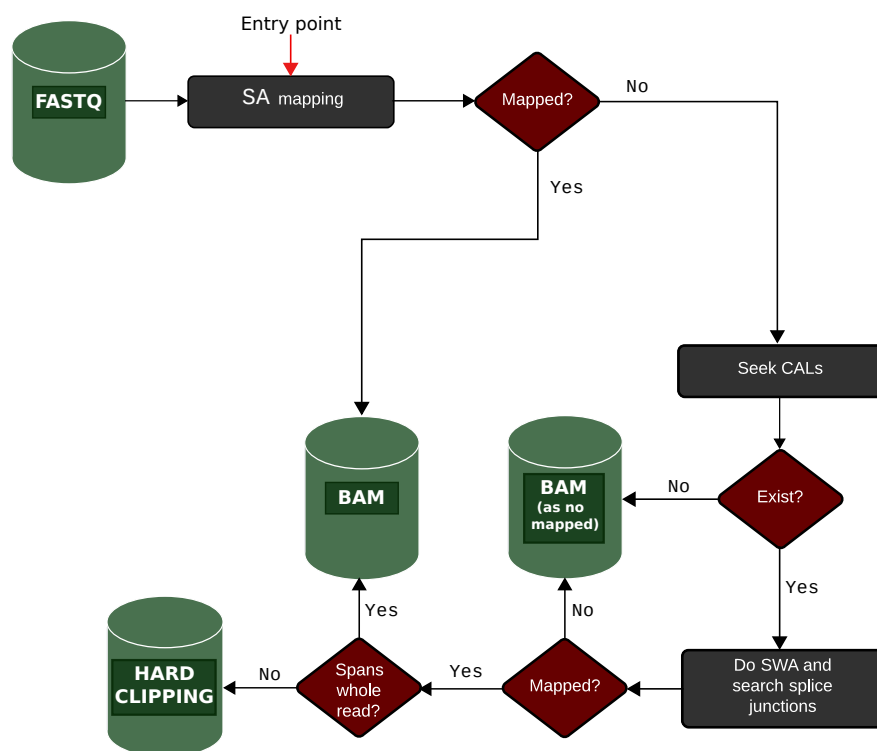 Entry point
FASTQ
SA mapping
Mapped?
No
Yes
Seek CALs
BAM
BAM
(as no
mapped)
No
Exist?
Yes
Yes
No
HARD
CLIPPING
No
Spans
whole
read?
Yes
Mapped?
Do SWA and
search splice
junctions